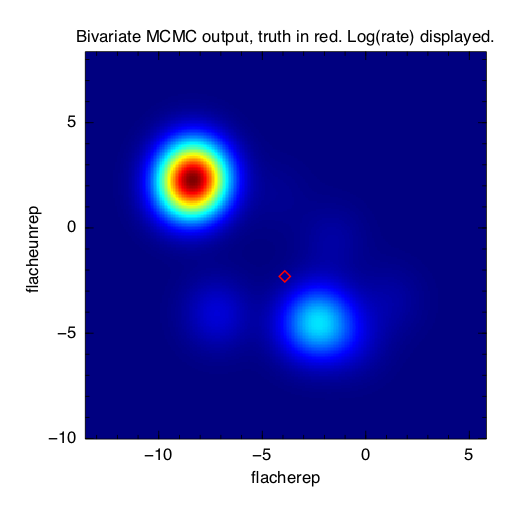 Bivariate MCMC output, truth in red. Log(rate) displayed.
5
0
−5
−10
flacheunrep
−10 −5 0 5
flacherep